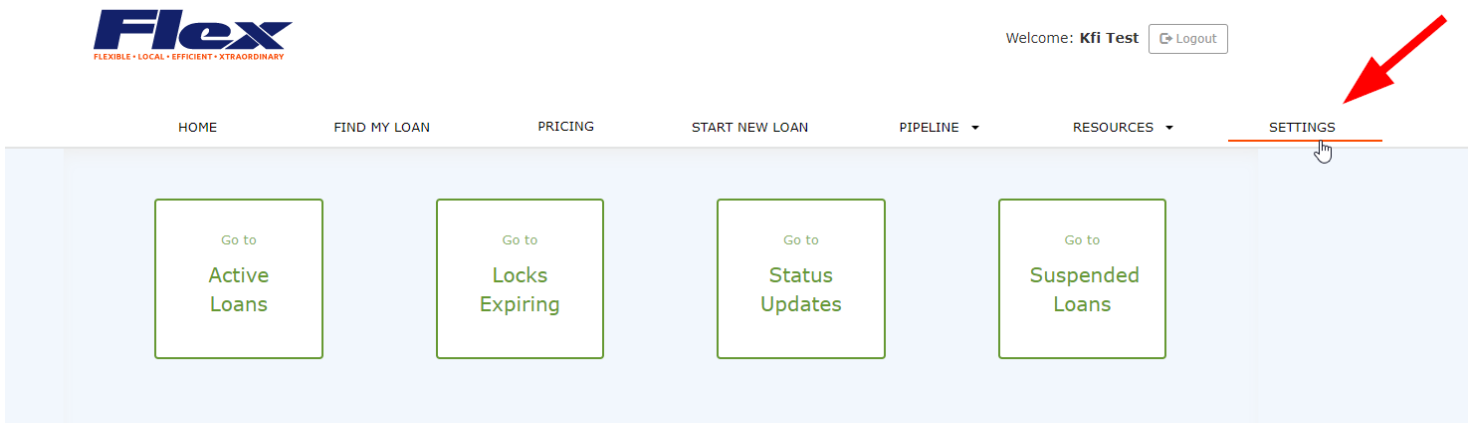 Flex
FLEXIBLE • LOCAL • EFFICIENT • XTRAORDINARY
Welcome: Kfi Test Logout
HOME FIND MY LOAN PRICING START NEW LOAN PIPELINE RESOURCES SETTINGS
Go to
Active
Loans
Go to
Locks
Expiring
Go to
Status
Updates
Go to
Suspended
Loans